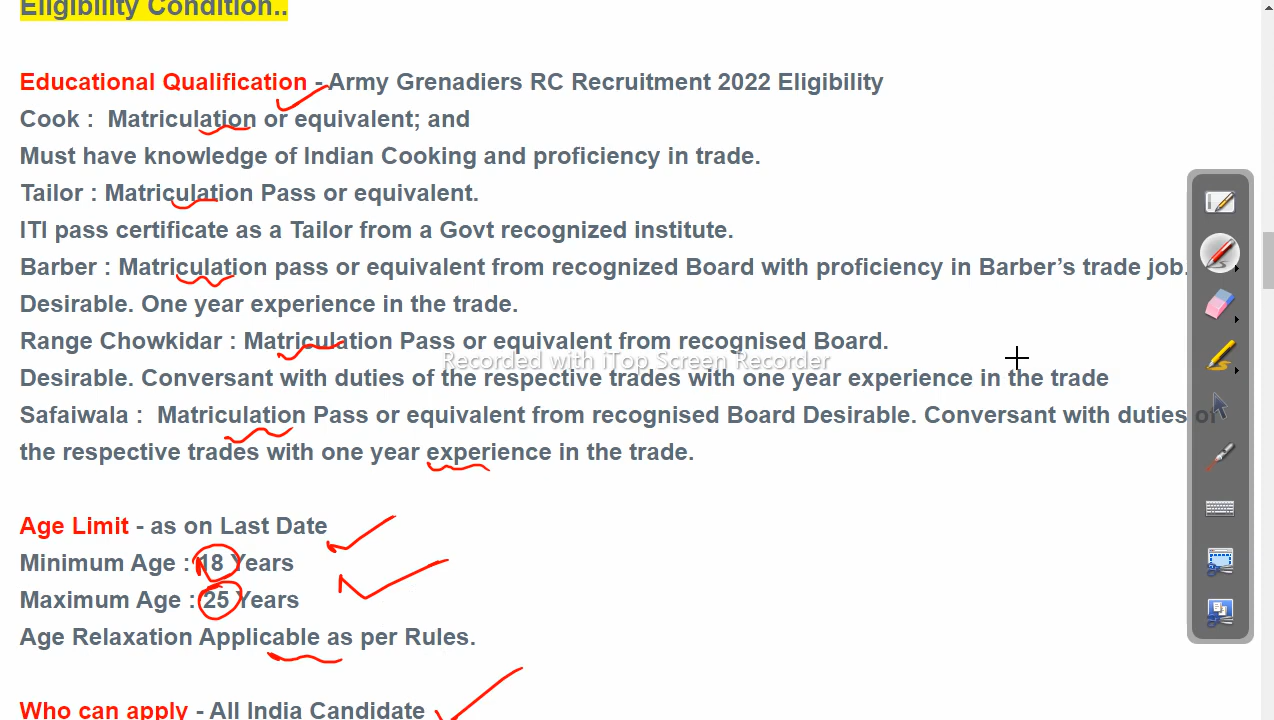 Eligibility Condition..
Educational Qualification - Army Grenadiers RC Recruitment 2022 Eligibility
Cook :  Matriculation or equivalent; and
Must have knowledge of Indian Cooking and proficiency in trade.
Tailor : Matriculation Pass or equivalent.
ITI pass certificate as a Tailor from a Govt recognized institute.
Barber : Matriculation pass or equivalent from recognized Board with proficiency in Barber’s trade job.
Desirable. One year experience in the trade.
Range Chowkidar : Matriculation Pass or equivalent from recognised Board.
Recorded with iTop Screen Recorder
Desirable. Conversant with duties of the respective trades with one year experience in the trade
Safaiwala :  Matriculation Pass or equivalent from recognised Board Desirable. Conversant with duties of
the respective trades with one year experience in the trade.
Age Limit - as on Last Date
Minimum Age : 18 Years
Maximum Age : 25 Years
Age Relaxation Applicable as per Rules.
Who can apply - All India Candidate